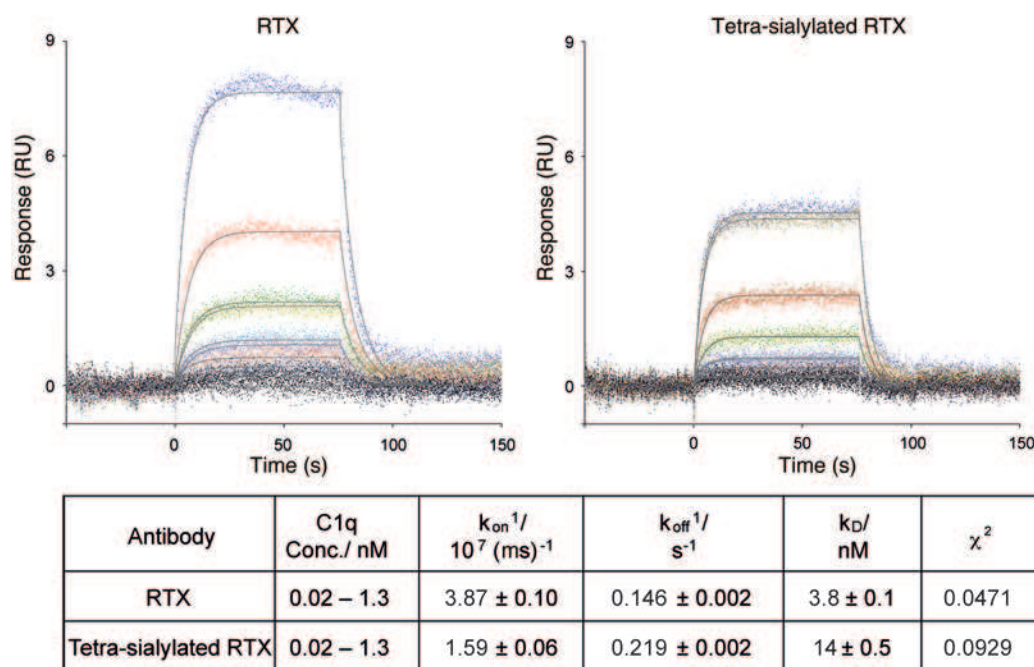 RTX
Tetra-sialylated RTX
9
6
3
0
Response (RU)
0
50
100
150
Time (s)
9
6
3
0
Response (RU)
0
50
100
150
Time (s)
Antibody
C1q
Conc./ nM
kon¹/
10⁷ (ms)⁻¹
koff¹/
s⁻¹
kD/
nM
χ²
RTX
0.02 – 1.3
3.87 ± 0.10
0.146 ± 0.002
3.8 ± 0.1
0.0471
Tetra-sialylated RTX
0.02 – 1.3
1.59 ± 0.06
0.219 ± 0.002
14 ± 0.5
0.0929